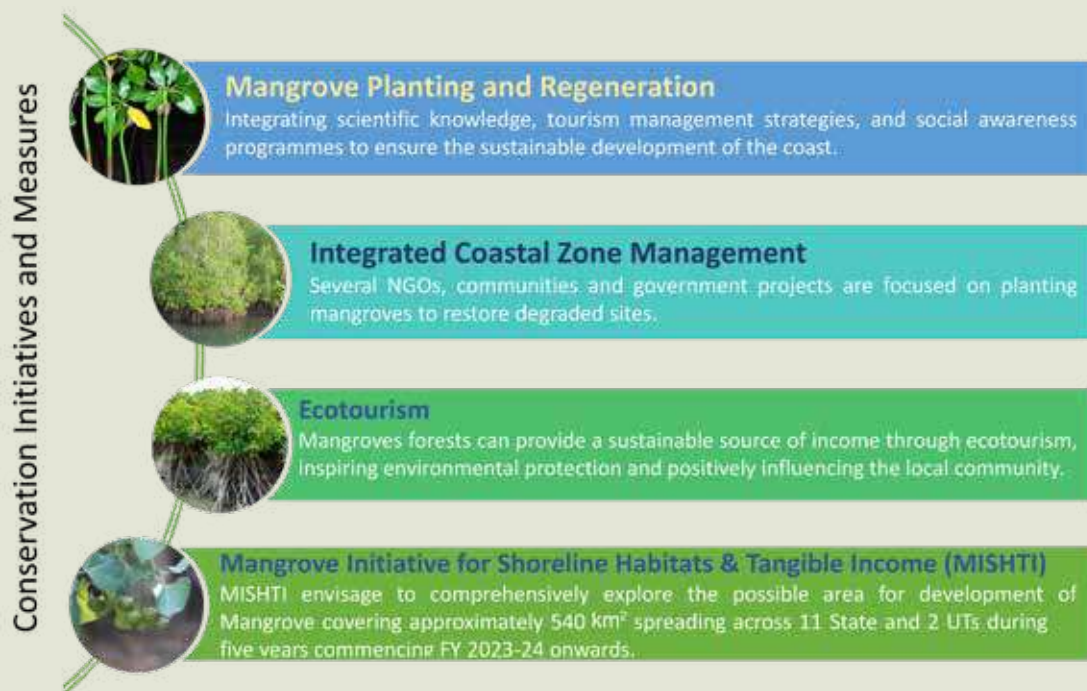 Conservation Initiatives and Measures
Mangrove Planting and Regeneration
Integrating scientific knowledge, tourism management strategies, and social awareness
programmes to ensure the sustainable development of the coast.
Integrated Coastal Zone Management
Several NGOs, communities and government projects are focused on planting
mangroves to restore degraded sites.
Ecotourism
Mangroves forests can provide a sustainable source of income through ecotourism,
inspiring environmental protection and positively influencing the local community.
Mangrove Initiative for Shoreline Habitats & Tangible Income (MISHTI)
MISHTI envisage to comprehensively explore the possible area for development of
Mangrove covering approximately 540 km² spreading across 11 State and 2 UTs during
five years commencing FY 2023-24 onwards.